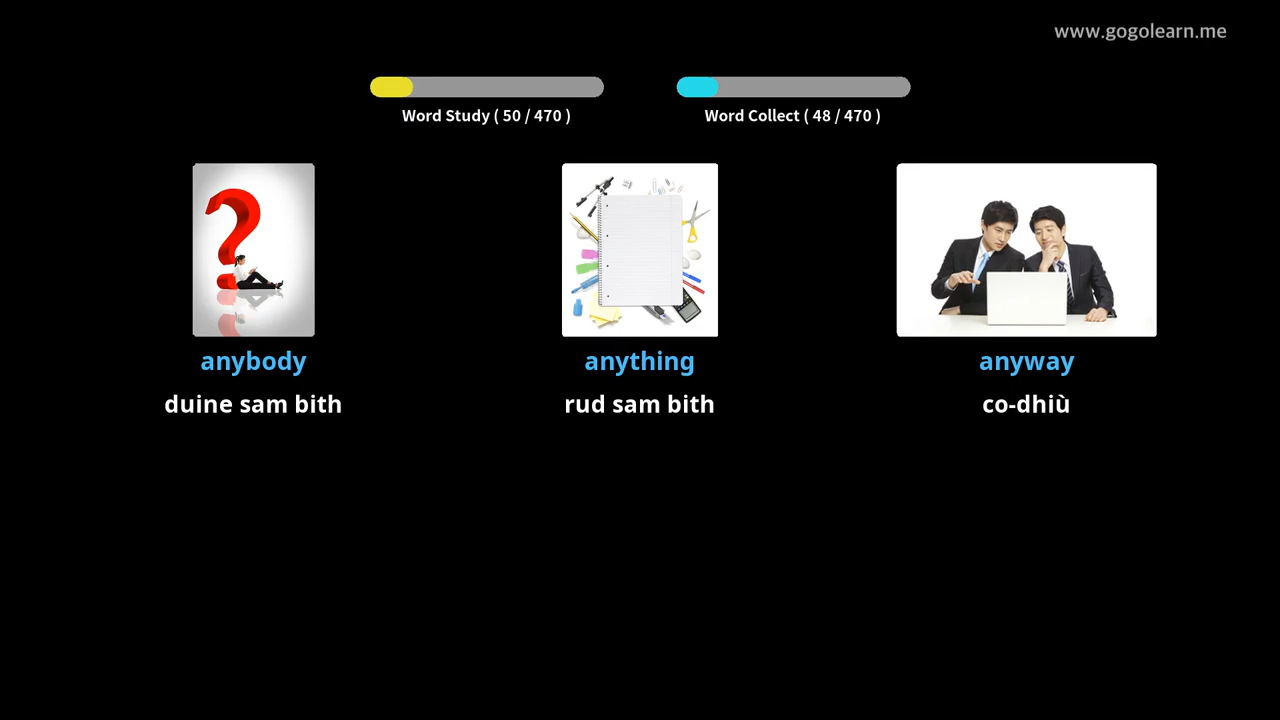 www.gogolearn.me
Word Study ( 50 / 470 )
Word Collect ( 48 / 470 )
anybody
duine sam bith
anything
rud sam bith
anyway
co-dhiù